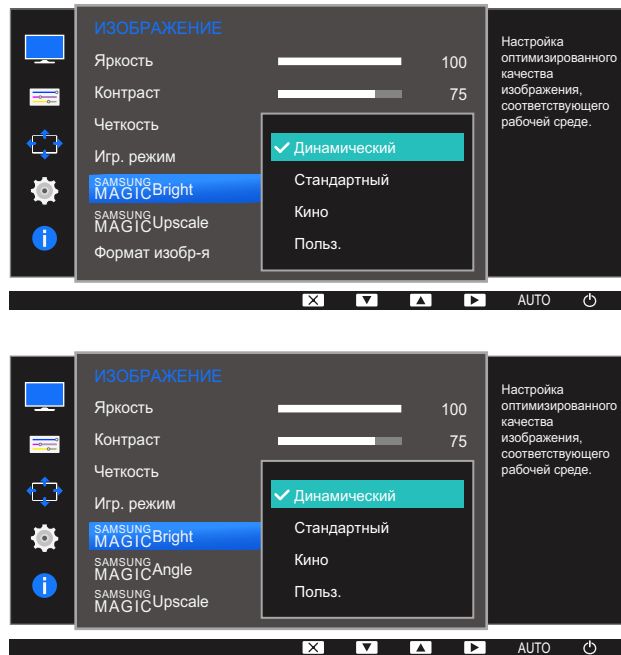 ИЗОБРАЖЕНИЕ
Яркость 100
Контраст 75
Четкость
Игр. режим
SAMSUNG
MAGICBright
SAMSUNG
MAGICUpscale
Формат изобр-я
Динамический
Стандартный
Кино
Польз.
Настройка
оптимизированного
качества
изображения,
соответствующего
рабочей среде.
AUTO
ИЗОБРАЖЕНИЕ
Яркость 100
Контраст 75
Четкость
Игр. режим
SAMSUNG
MAGICBright
SAMSUNG
MAGICAngle
SAMSUNG
MAGICUpscale
Динамический
Стандартный
Кино
Польз.
Настройка
оптимизированного
качества
изображения,
соответствующего
рабочей среде.
AUTO